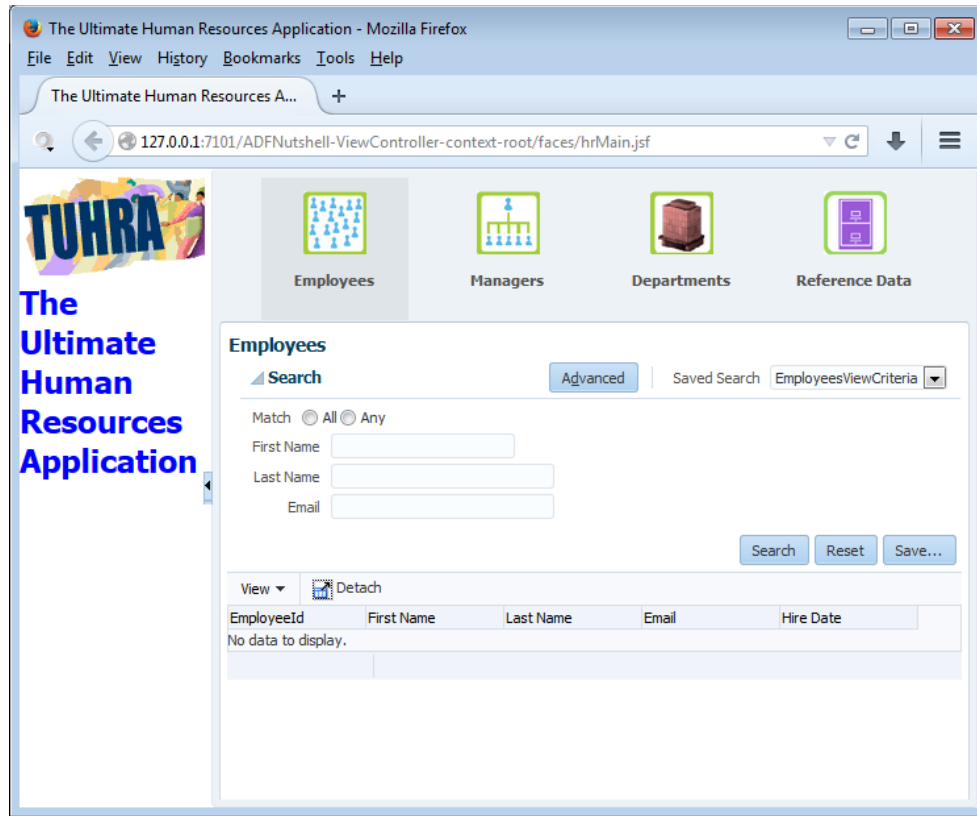 The Ultimate Human Resources Application - Mozilla Firefox
File Edit View History Bookmarks Tools Help
The Ultimate Human Resources A... +
127.0.0.1:7101/ADFNutshell-ViewController-context-root/faces/hrMain.jsf
TUHRA
The
Ultimate
Human
Resources
Application
Employees Managers Departments Reference Data
Employees
Search Advanced Saved Search EmployeesViewCriteria
Match All Any
First Name
Last Name
Email
Search Reset Save...
View Detach
EmployeeId First Name Last Name Email Hire Date
No data to display.